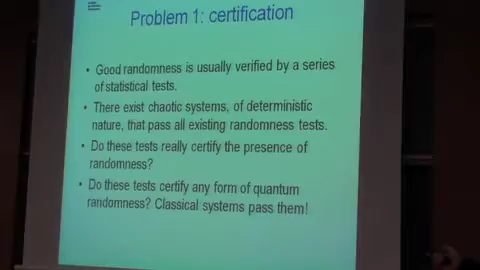 Problem 1: certification
• Good randomness is usually verified by a series
of statistical tests.
• There exist chaotic systems, of deterministic
nature, that pass all existing randomness tests.
• Do these tests really certify the presence of
randomness?
• Do these tests certify any form of quantum
randomness? Classical systems pass them!